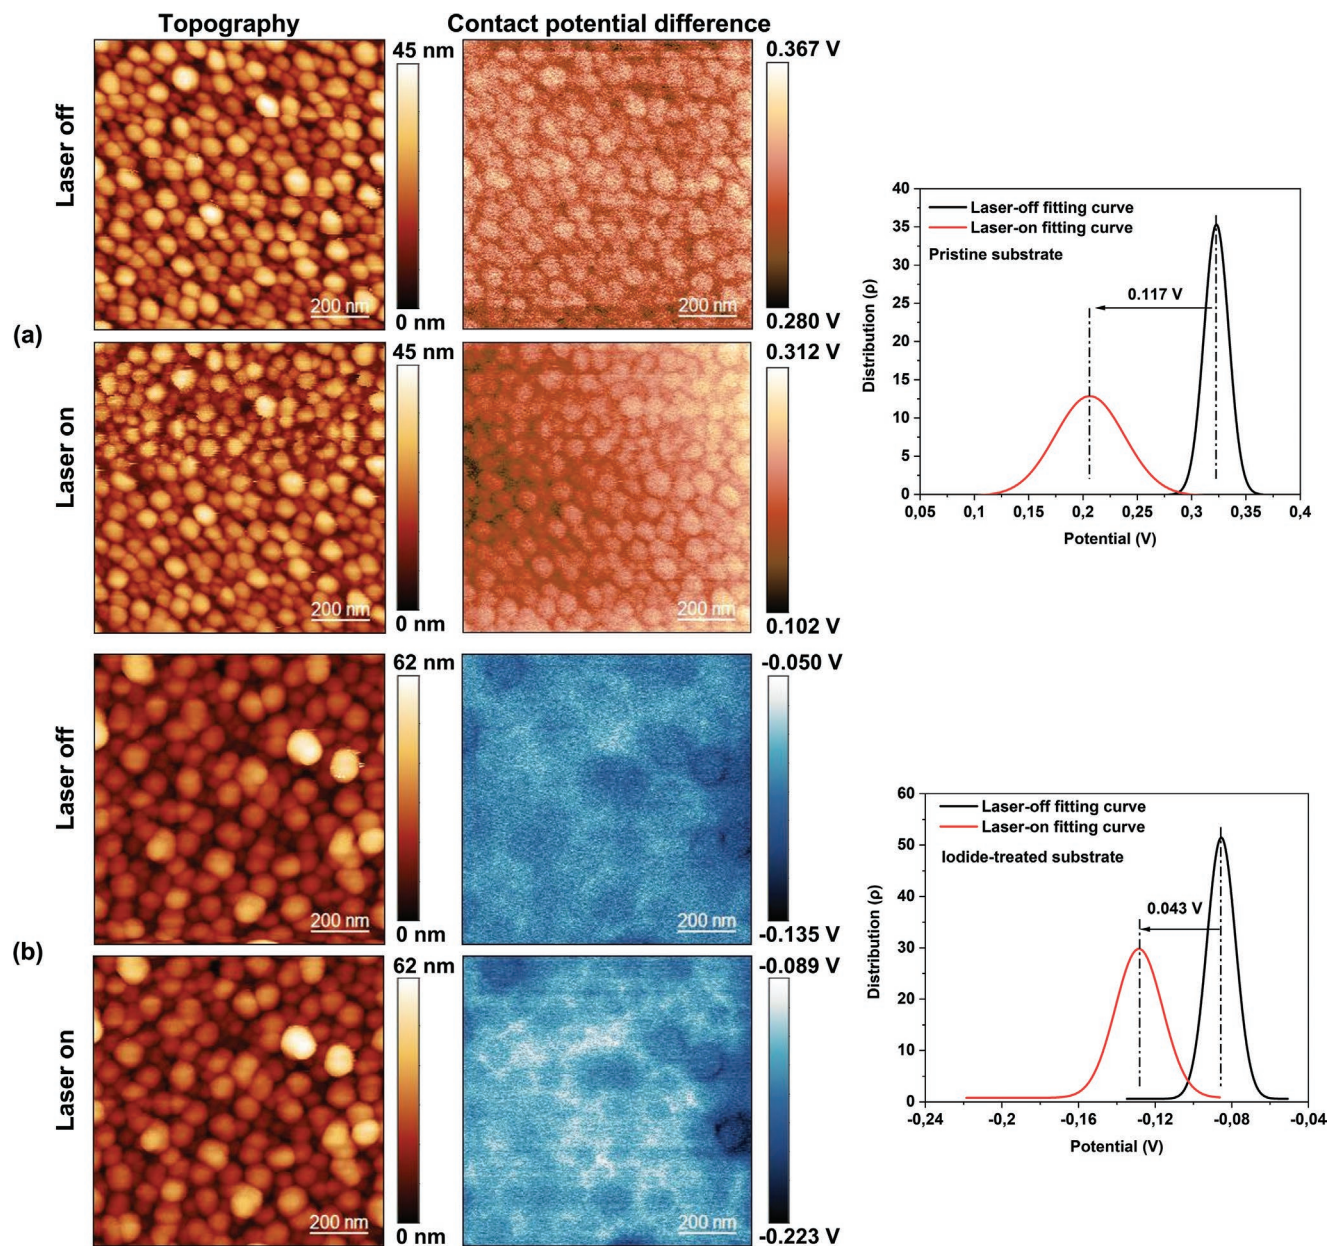 Topography
Contact potential difference
Laser off
45 nm
0 nm
200 nm
0.367 V
0.280 V
200 nm
(a)
Laser on
45 nm
0 nm
200 nm
0.312 V
0.102 V
200 nm
40
35
30
25
20
15
10
5
0
Distribution (ρ)
Laser-off fitting curve
Laser-on fitting curve
Pristine substrate
0.117 V
0,05
0,1
0,15
0,2
0,25
0,3
0,35
0,4
Potential (V)
Laser off
62 nm
0 nm
200 nm
-0.050 V
-0.135 V
200 nm
(b)
Laser on
62 nm
0 nm
200 nm
-0.089 V
-0.223 V
200 nm
60
50
40
30
20
10
0
Distribution (ρ)
Laser-off fitting curve
Laser-on fitting curve
Iodide-treated substrate
0.043 V
-0,24
-0,2
-0,16
-0,12
-0,08
-0,04
Potential (V)